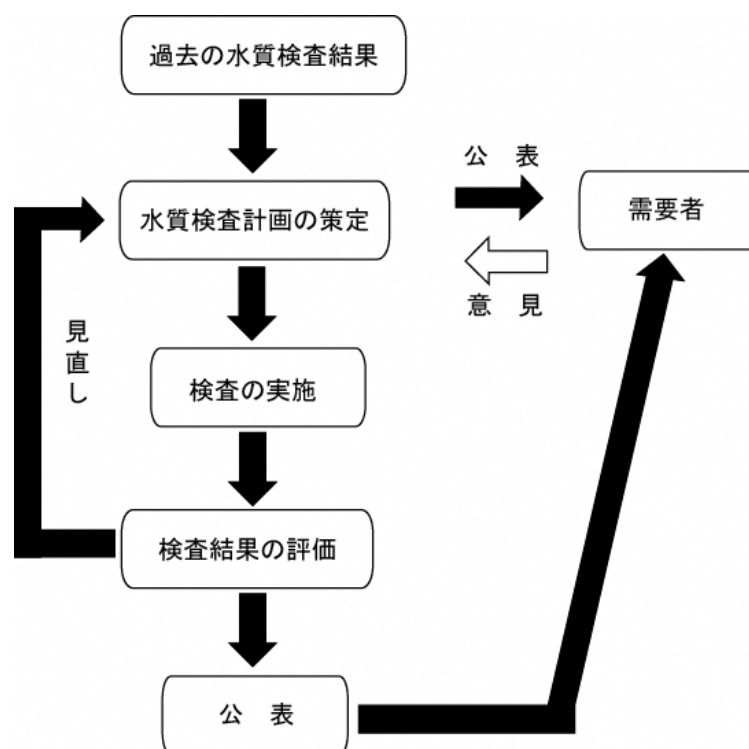 過去の水質検査結果
公 表
需要者
水質検査計画の策定
意 見
見直し
検査の実施
検査結果の評価
公 表